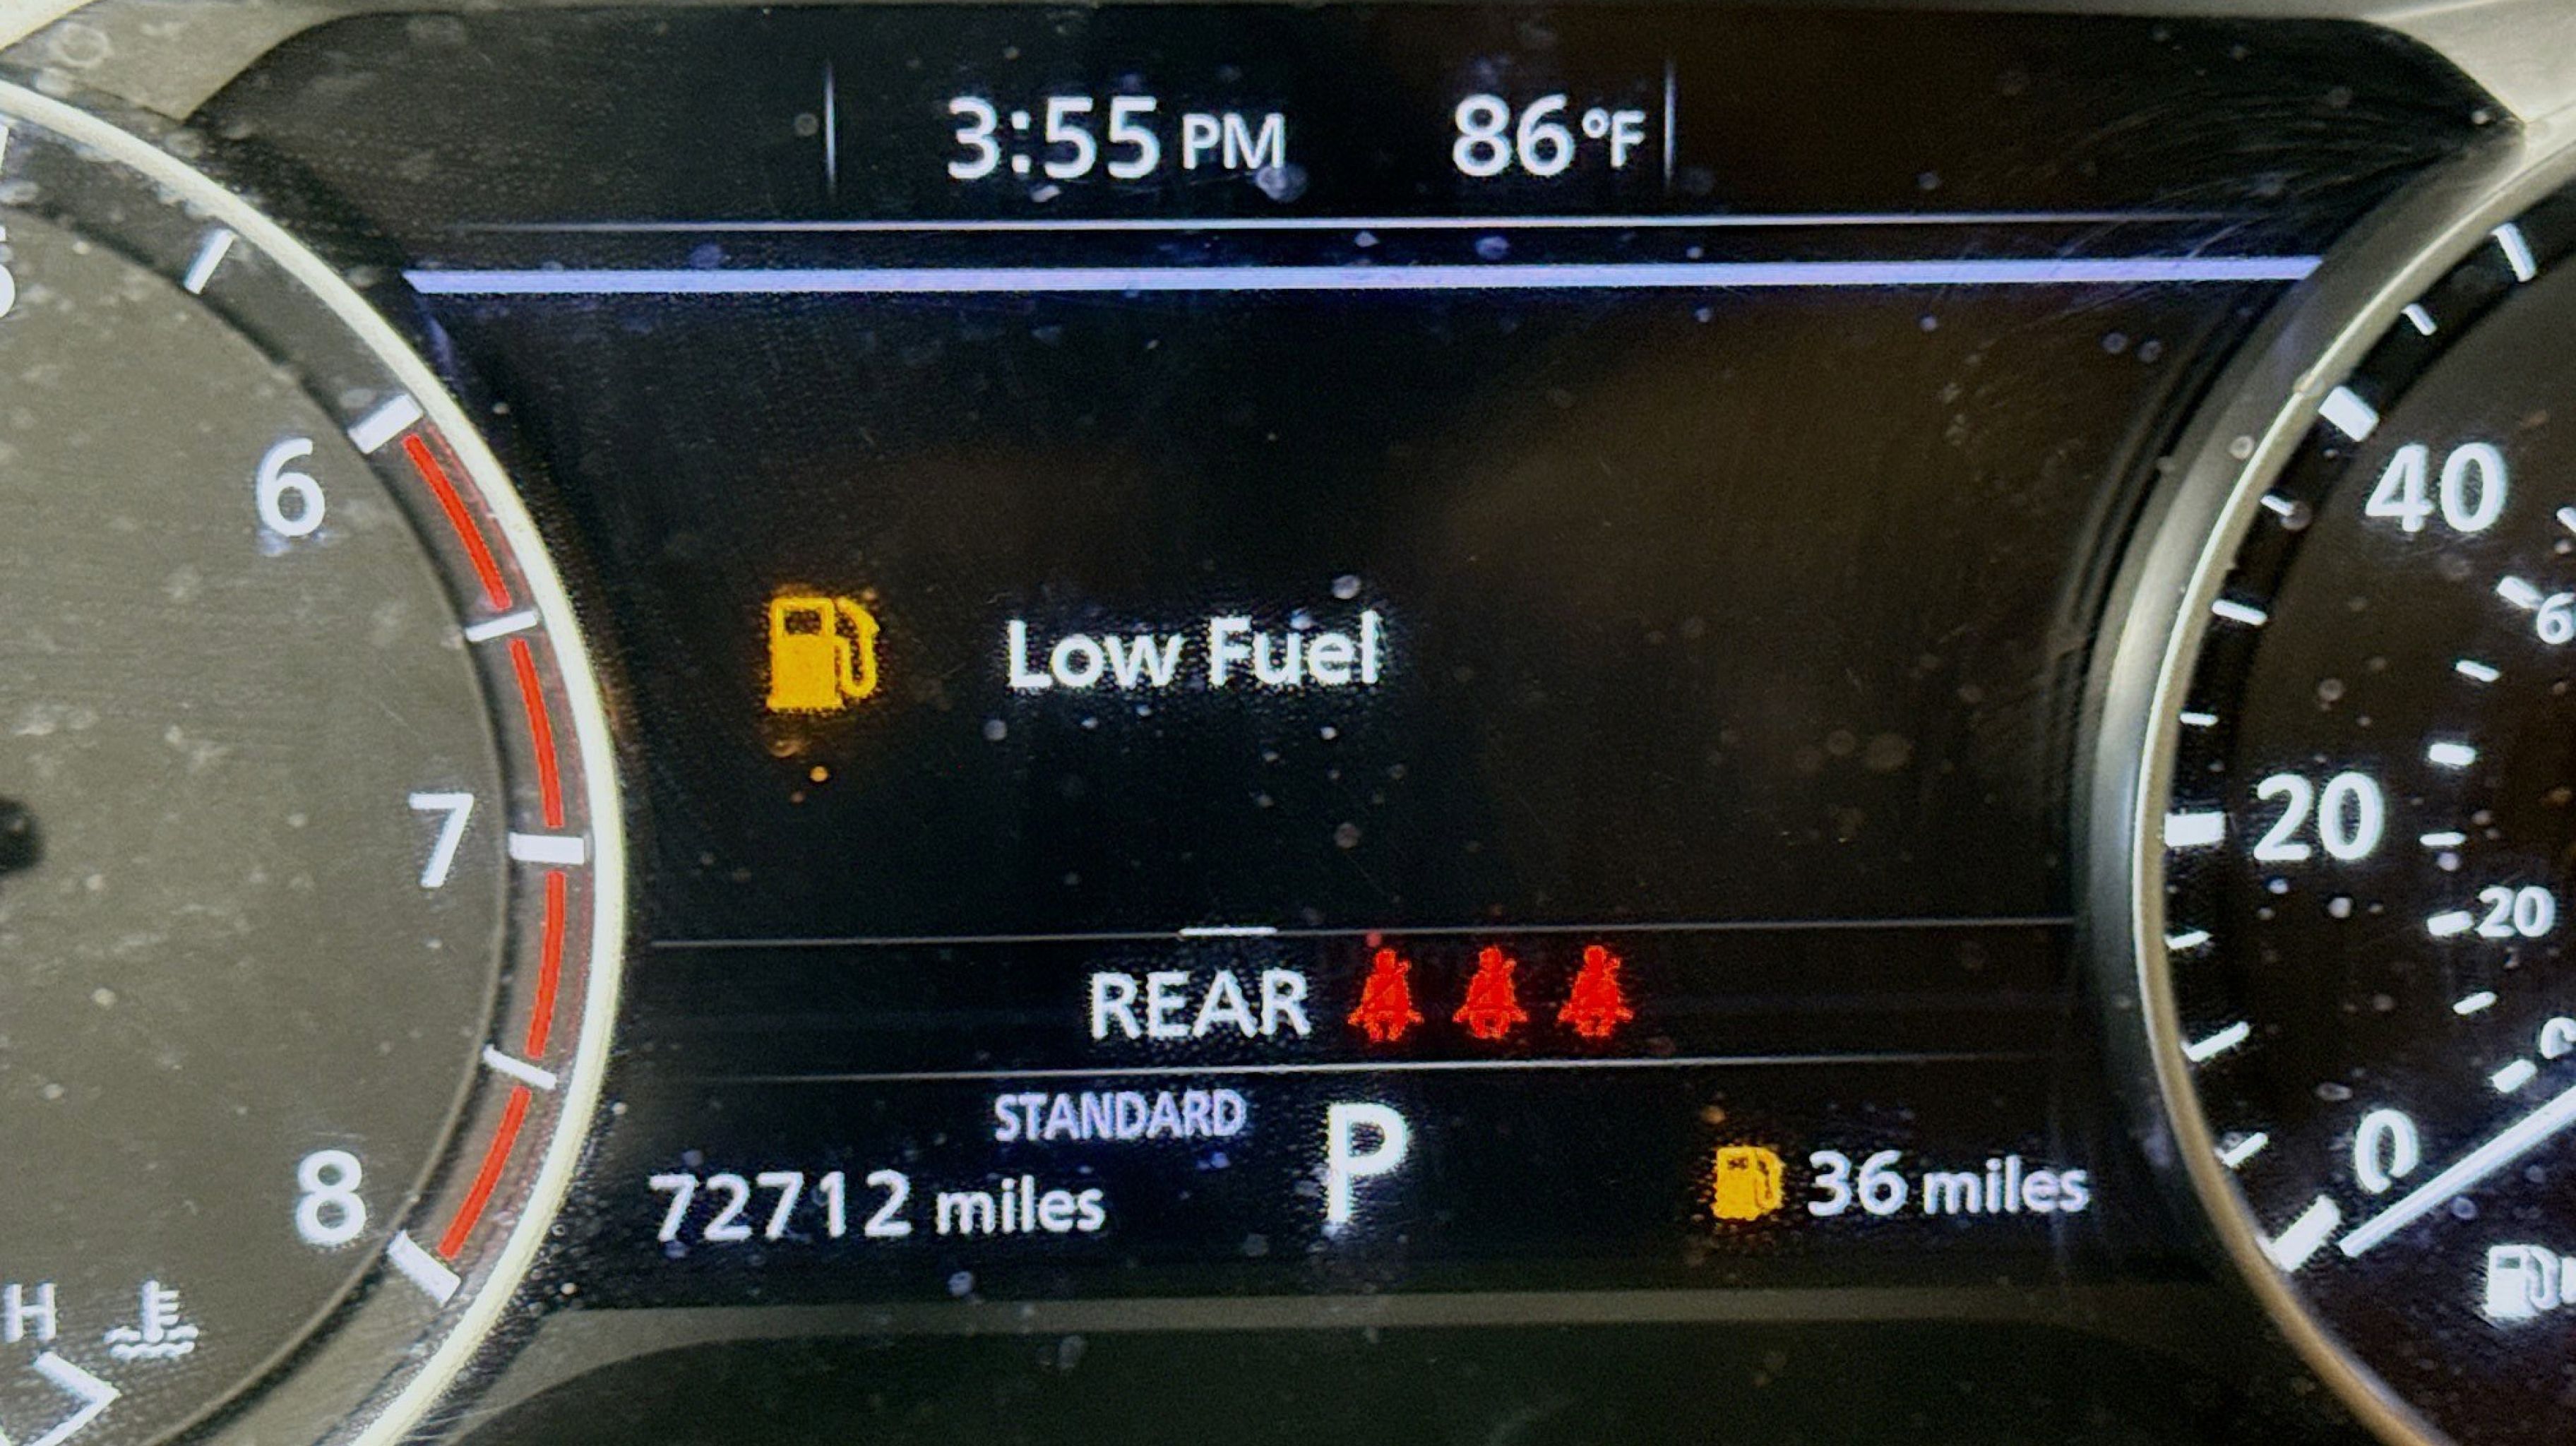 3:55 PM 86°F
6
7
8
H
Low Fuel
REAR
STANDARD P
72712 miles
36 miles
40
20
20
0